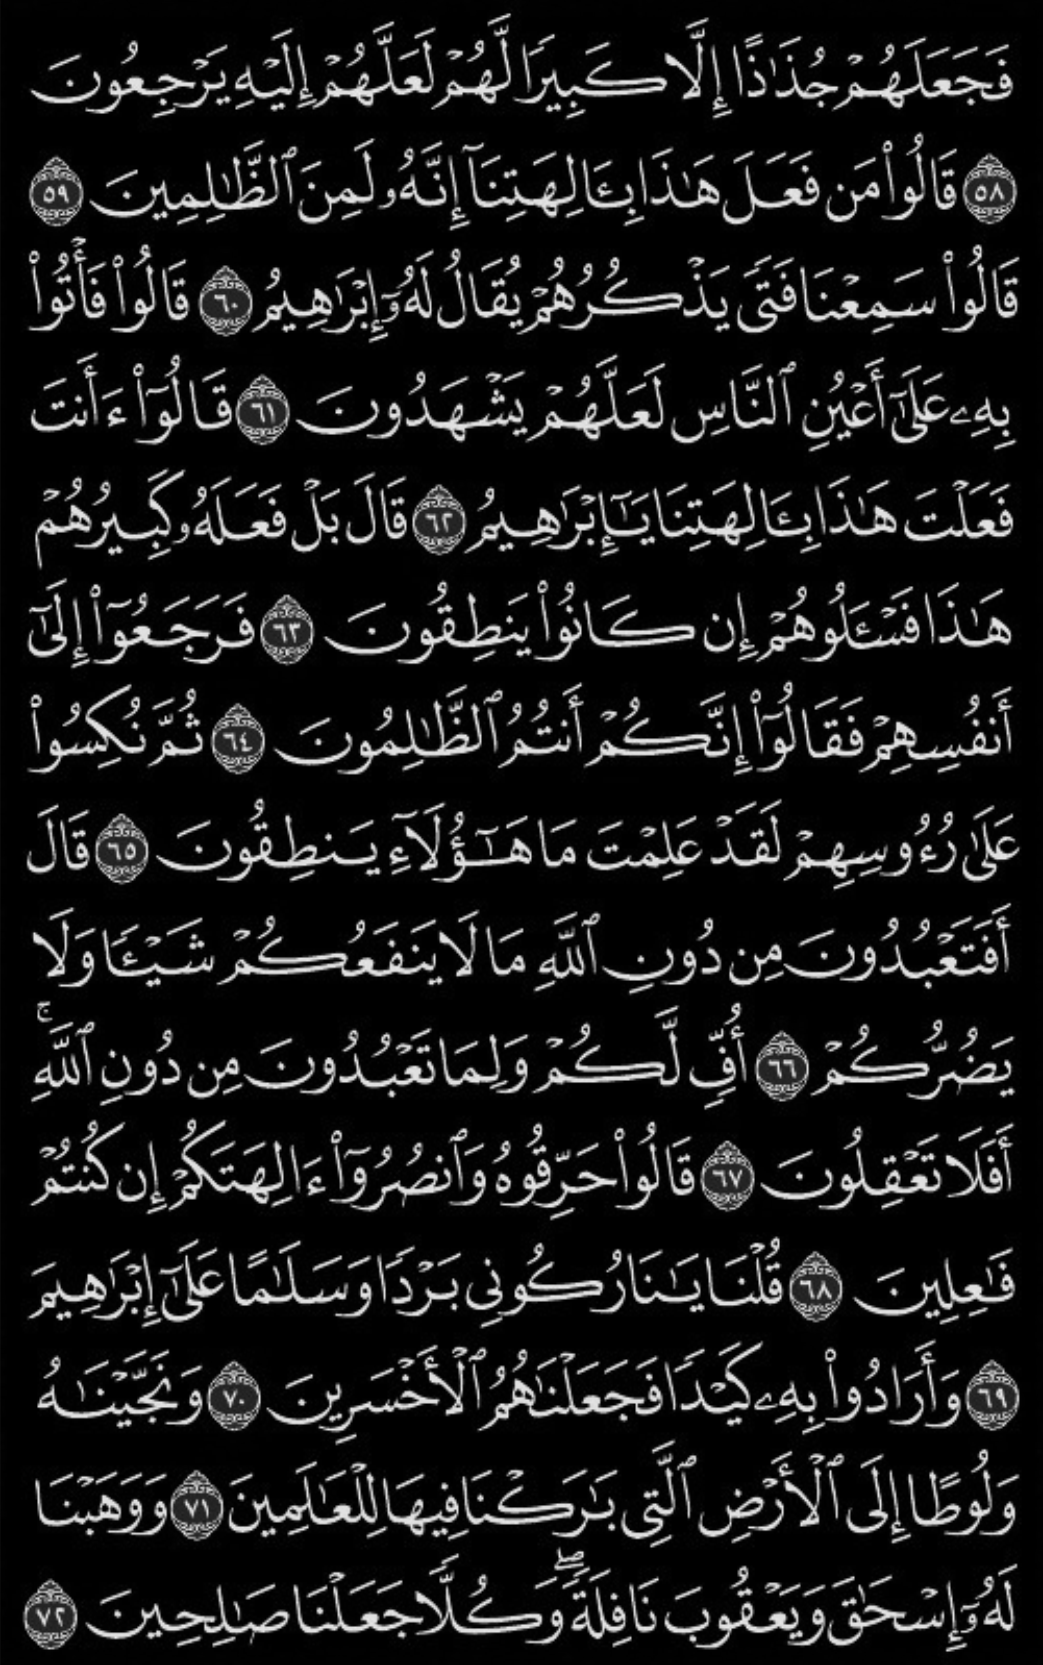 فَجَعَلَهُمْ جُذَٰذًا إِلَّا كَبِيرًا لَّهُمْ لَعَلَّهُمْ إِلَيْهِ يَرْجِعُونَ
٥٨ قَالُوا۟ مَن فَعَلَ هَٰذَا بِـَٔالِهَتِنَآ إِنَّهُۥ لَمِنَ ٱلظَّٰلِمِينَ ٥٩
قَالُوا۟ سَمِعْنَا فَتًى يَذْكُرُهُمْ يُقَالُ لَهُۥٓ إِبْرَٰهِيمُ ٦٠ قَالُوا۟ فَأْتُوا۟
بِهِۦ عَلَىٰٓ أَعْيُنِ ٱلنَّاسِ لَعَلَّهُمْ يَشْهَدُونَ ٦١ قَالُوٓا۟ ءَأَنتَ
فَعَلْتَ هَٰذَا بِـَٔالِهَتِنَا يَٰٓإِبْرَٰهِيمُ ٦٢ قَالَ بَلْ فَعَلَهُۥ كَبِيرُهُمْ
هَٰذَا فَسْـَٔلُوهُمْ إِن كَانُوا۟ يَنطِقُونَ ٦٣ فَرَجَعُوٓا۟ إِلَىٰٓ
أَنفُسِهِمْ فَقَالُوٓا۟ إِنَّكُمْ أَنتُمُ ٱلظَّٰلِمُونَ ٦٤ ثُمَّ نُكِسُوا۟
عَلَىٰ رُءُوسِهِمْ لَقَدْ عَلِمْتَ مَا هَٰٓؤُلَآءِ يَنطِقُونَ ٦٥ قَالَ
أَفَتَعْبُدُونَ مِن دُونِ ٱللَّهِ مَا لَا يَنفَعُكُمْ شَيْـًٔا وَلَا
يَضُرُّكُمْ ٦٦ أُفٍّ لَّكُمْ وَلِمَا تَعْبُدُونَ مِن دُونِ ٱللَّهِ ۚ
أَفَلَا تَعْقِلُونَ ٦٧ قَالُوا۟ حَرِّقُوهُ وَٱنصُرُوٓا۟ ءَالِهَتَكُمْ إِن كُنتُمْ
فَٰعِلِينَ ٦٨ قُلْنَا يَٰنَارُ كُونِى بَرْدًا وَسَلَٰمًا عَلَىٰٓ إِبْرَٰهِيمَ
٦٩ وَأَرَادُوا۟ بِهِۦ كَيْدًا فَجَعَلْنَٰهُمُ ٱلْأَخْسَرِينَ ٧٠ وَنَجَّيْنَٰهُ
وَلُوطًا إِلَى ٱلْأَرْضِ ٱلَّتِى بَٰرَكْنَا فِيهَا لِلْعَٰلَمِينَ ٧١ وَوَهَبْنَا
لَهُۥٓ إِسْحَٰقَ وَيَعْقُوبَ نَافِلَةً ۖ وَكُلًّا جَعَلْنَا صَٰلِحِينَ ٧٢